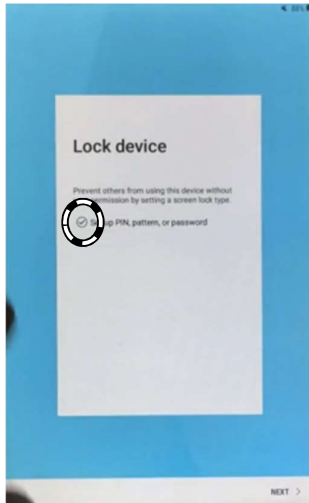 Lock device
Prevent others from using this device without
permission by setting a screen lock type.
up PIN, pattern, or password
NEXT >